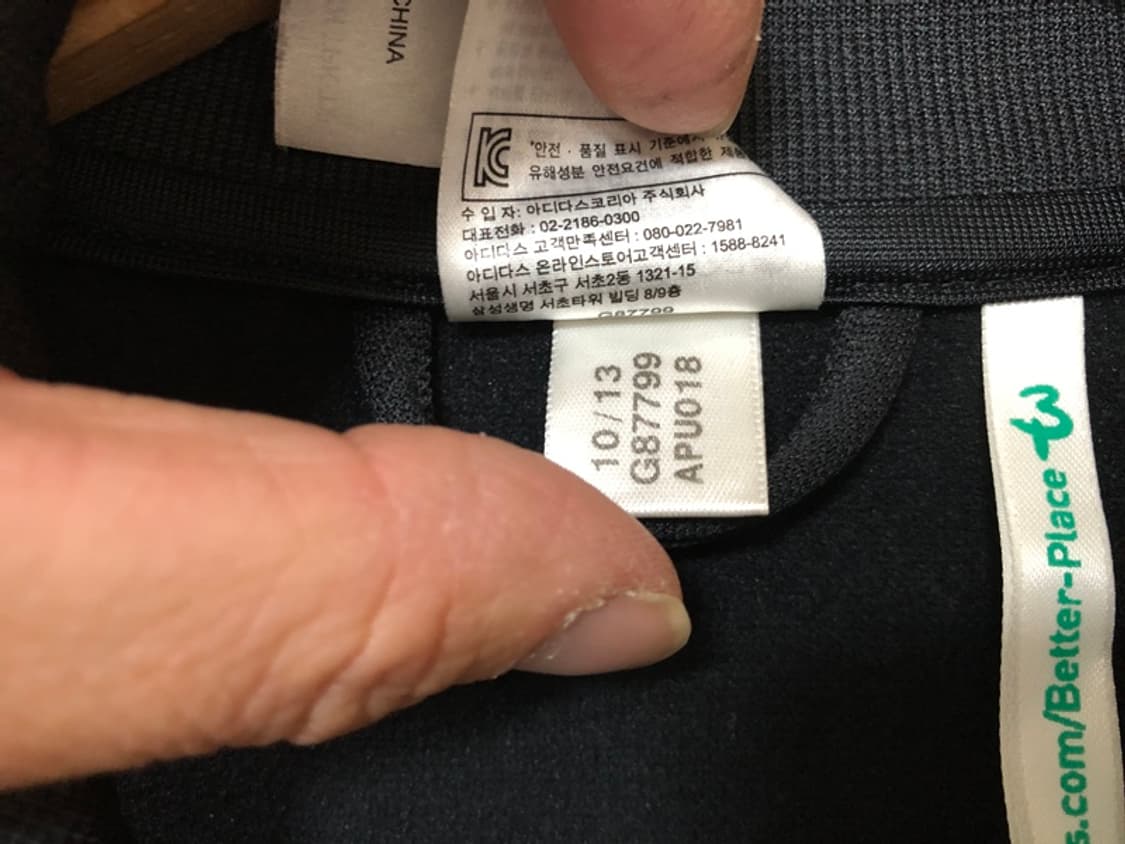 CHINA
KC
*안전 · 품질 표시 기준에서
유해성분 안전요건에 적합한
수 입 자: 아디다스코리아 주식회사
대표전화 : 02-2186-0300
아디다스 고객만족센터 : 080-022-7981
아디다스 온라인스토어고객센터 : 1588-8241
서울시 서초구 서초2동 1321-15
삼성생명 서초타워 빌딩 8/9층
G87799
10/13
G87799
APU018
s.com/Better-Place